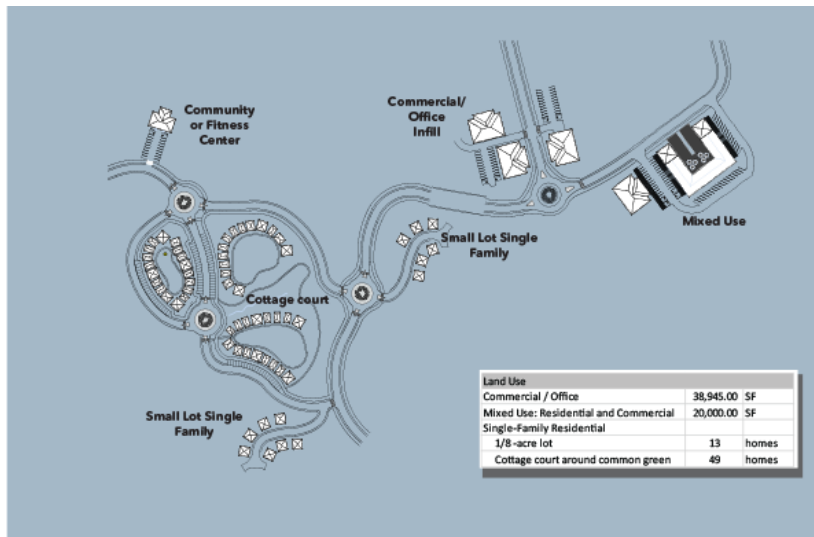 Community
or Fitness
Center
Commercial/
Office
Infill
Mixed Use
Small Lot Single
Family
Cottage court
Small Lot Single
Family
Land Use
Commercial / Office 38,945.00 SF
Mixed Use: Residential and Commercial 20,000.00 SF
Single-Family Residential
1/8 -acre lot 13 homes
Cottage court around common green 49 homes